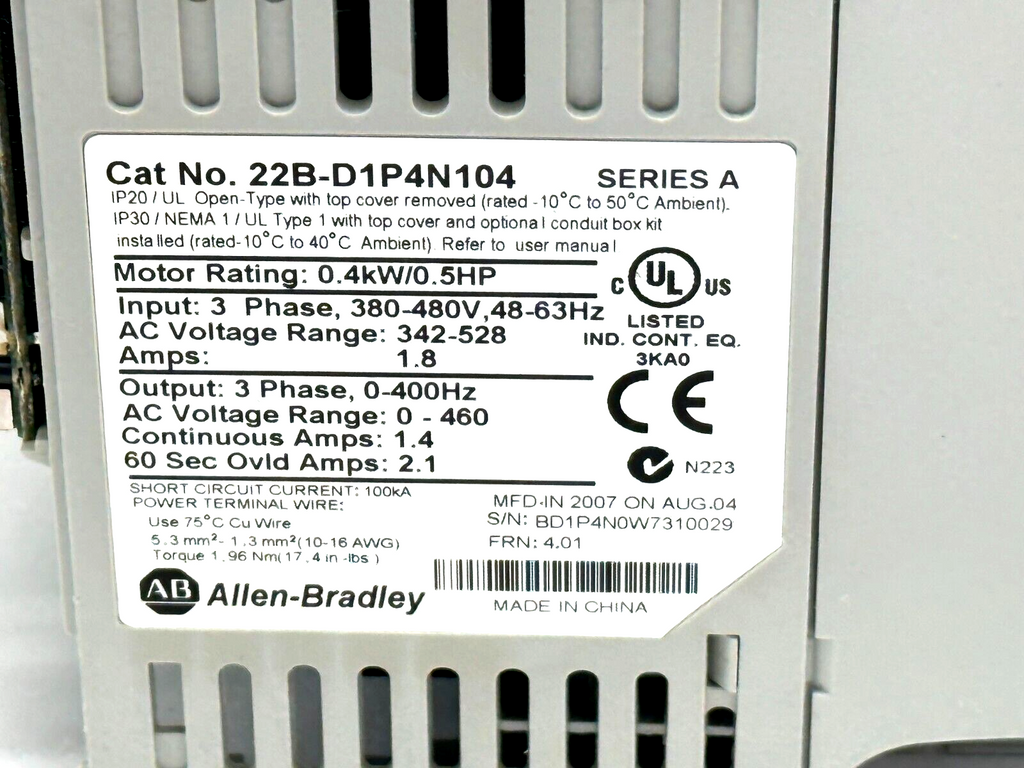 Cat No. 22B-D1P4N104 SERIES A
IP20 / UL Open-Type with top cover removed (rated -10°C to 50°C Ambient).
IP30 / NEMA 1 / UL Type 1 with top cover and optional conduit box kit
installed (rated-10°C to 40°C Ambient). Refer to user manual
Motor Rating: 0.4kW/0.5HP
Input: 3 Phase, 380-480V,48-63Hz
AC Voltage Range: 342-528
Amps: 1.8
C UL US
LISTED
IND. CONT. EQ.
3KA0
CE
Output: 3 Phase, 0-400Hz
AC Voltage Range: 0 - 460
Continuous Amps: 1.4
60 Sec Ovld Amps: 2.1
N223
SHORT CIRCUIT CURRENT: 100kA
POWER TERMINAL WIRE:
Use 75°C Cu Wire
5.3 mm²- 1.3 mm²(10-16 AWG)
Torque 1.96 Nm(17.4 in-lbs )
MFD.IN 2007 ON AUG.04
S/N: BD1P4N0W7310029
FRN: 4.01
AB Allen-Bradley
MADE IN CHINA